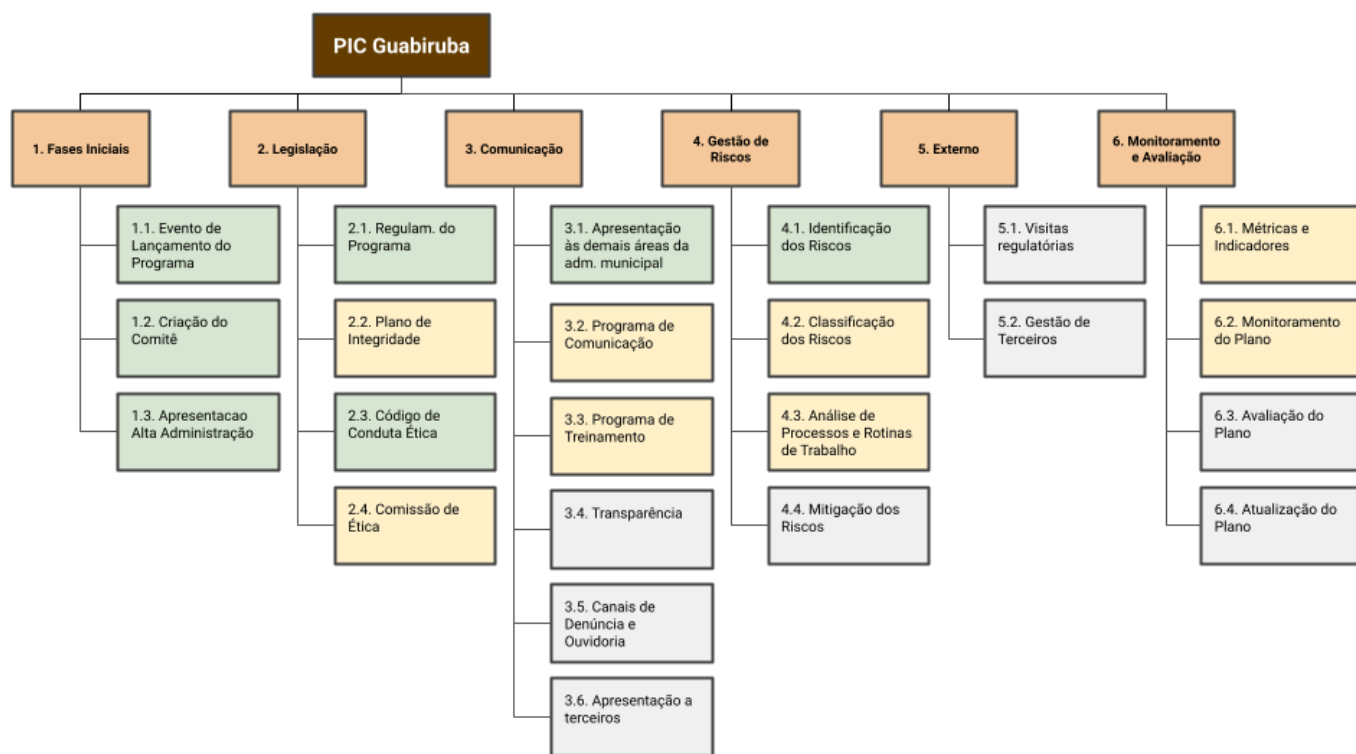 PIC Guabiruba
1. Fases Iniciais
2. Legislação
3. Comunicação
4. Gestão de
Riscos
5. Externo
6. Monitoramento
e Avaliação
1.1. Evento de
Lançamento do
Programa
1.2. Criação do
Comitê
1.3. Apresentacao
Alta Administração
2.1. Regulam. do
Programa
2.2. Plano de
Integridade
2.3. Código de
Conduta Ética
2.4. Comissão de
Ética
3.1. Apresentação
às demais áreas da
adm. municipal
3.2. Programa de
Comunicação
3.3. Programa de
Treinamento
3.4. Transparência
3.5. Canais de
Denúncia e
Ouvidoria
3.6. Apresentação a
terceiros
4.1. Identificação
dos Riscos
4.2. Classificação
dos Riscos
4.3. Análise de
Processos e Rotinas
de Trabalho
4.4. Mitigação dos
Riscos
5.1. Visitas
regulatórias
5.2. Gestão de
Terceiros
6.1. Métricas e
Indicadores
6.2. Monitoramento
do Plano
6.3. Avaliação do
Plano
6.4. Atualização do
Plano